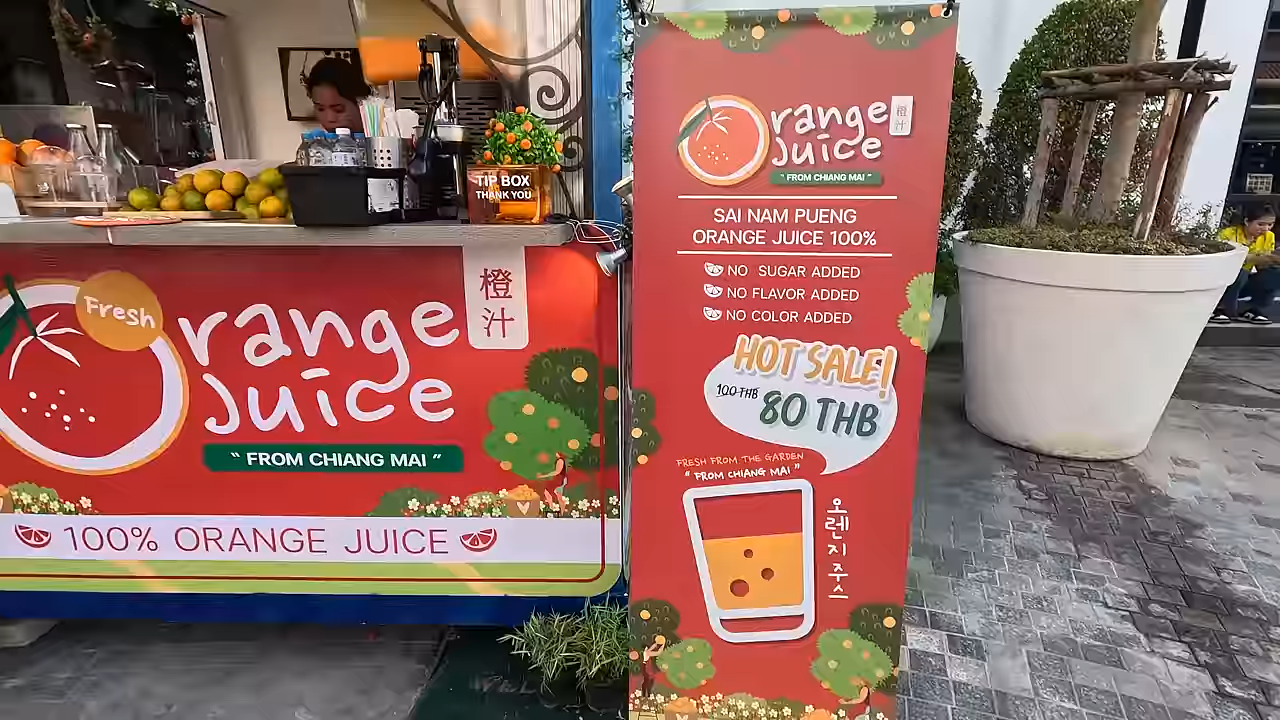 TIP BOX
THANK YOU
Fresh
range
Juice
橙
汁
“ FROM CHIANG MAI ”
100% ORANGE JUICE
range
Juice
橙
汁
“ FROM CHIANG MAI ”
SAI NAM PUENG
ORANGE JUICE 100%
NO SUGAR ADDED
NO FLAVOR ADDED
NO COLOR ADDED
HOT SALE!
100 THB
80 THB
FRESH FROM THE GARDEN
“ FROM CHIANG MAI ”
오렌지 주스